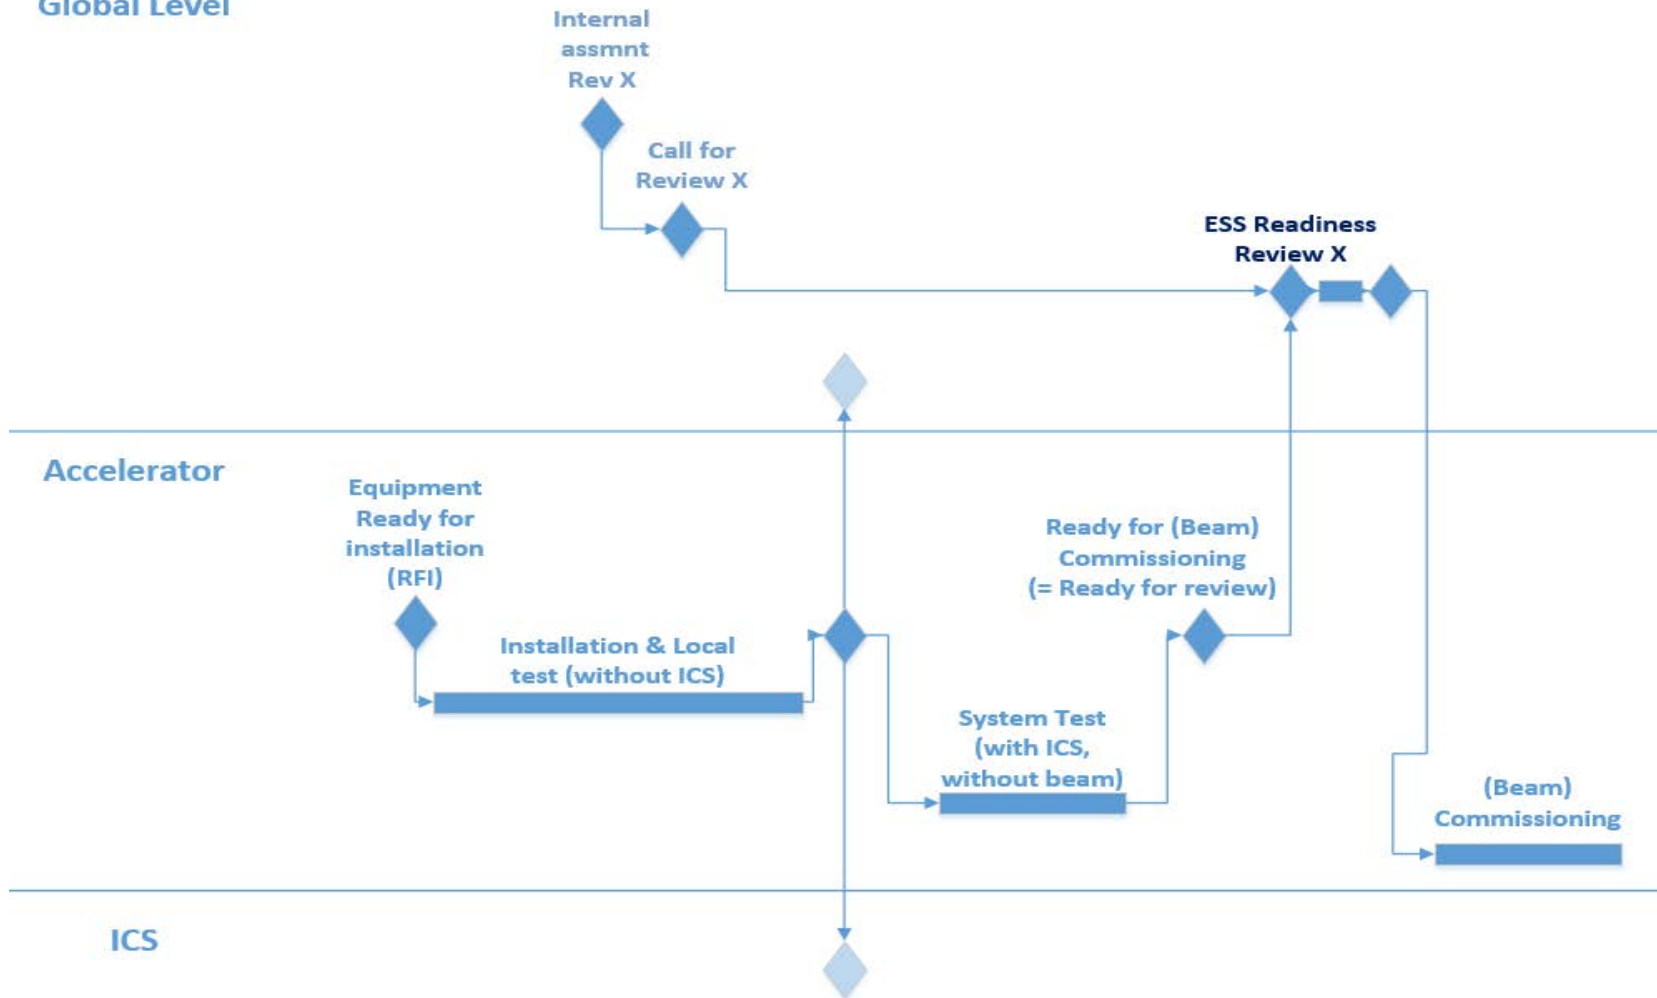 Global Level
Internal
assmnt
Rev X
Call for
Review X
ESS Readiness
Review X
Accelerator
Equipment
Ready for
installation
(RFI)
Installation & Local
test (without ICS)
Ready for (Beam)
Commissioning
(= Ready for review)
System Test
(with ICS,
without beam)
(Beam)
Commissioning
ICS